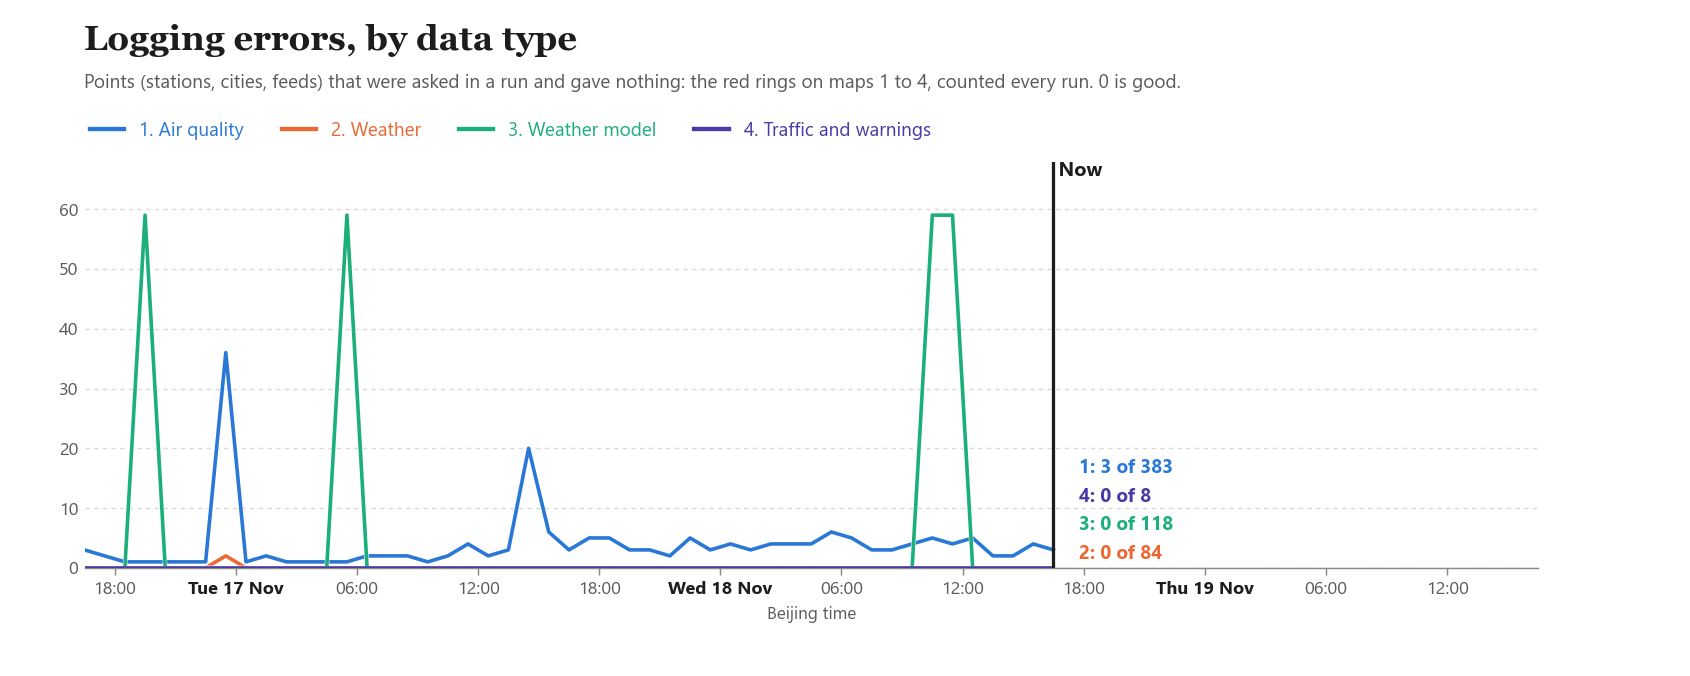 Logging errors, by data type
Points (stations, cities, feeds) that were asked in a run and gave nothing: the red rings on maps 1 to 4, counted every run. 0 is good.
1. Air quality 2. Weather 3. Weather model 4. Traffic and warnings
Now
60
50
40
30
20
10
0
1: 3 of 383
4: 0 of 8
3: 0 of 118
2: 0 of 84
18:00 Tue 17 Nov 06:00 12:00 18:00 Wed 18 Nov 06:00 12:00 18:00 Thu 19 Nov 06:00 12:00
Beijing time